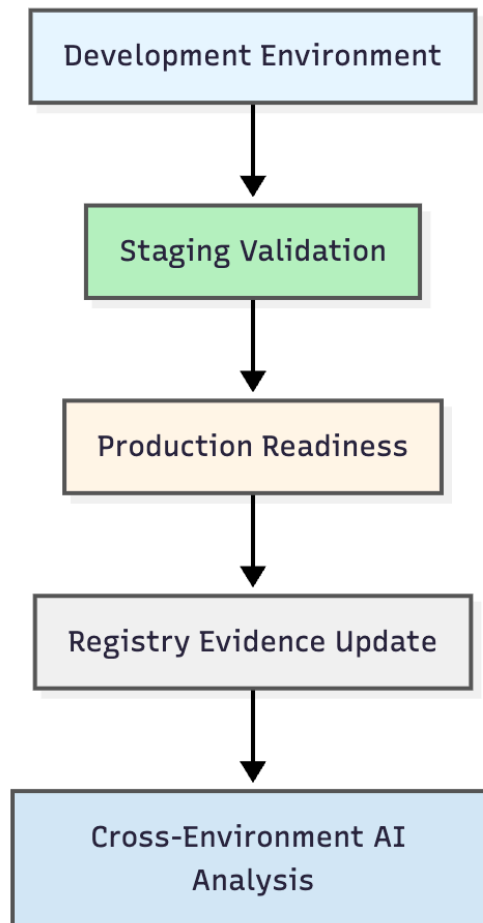 Development Environment
Staging Validation
Production Readiness
Registry Evidence Update
Cross-Environment AI
Analysis